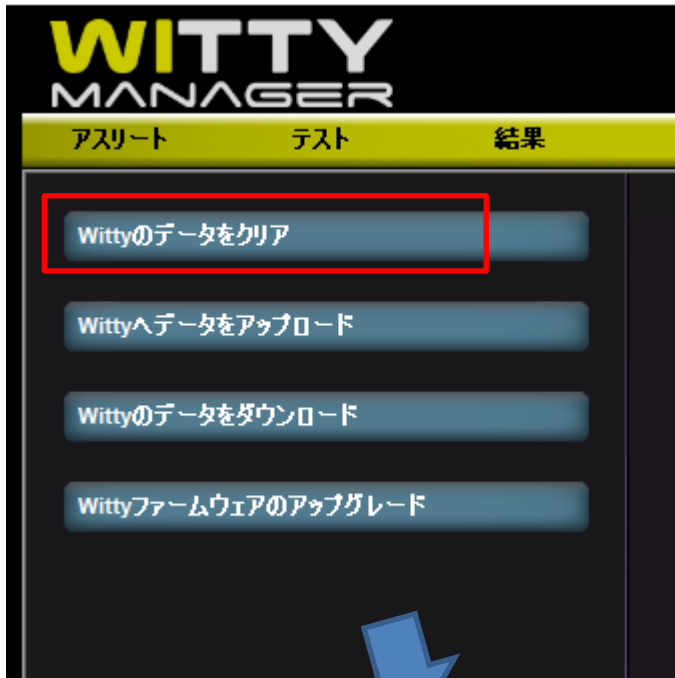 WITTY
MANAGER
アスリート テスト 結果
Wittyのデータをクリア
Wittyへデータをアップロード
Wittyのデータをダウンロード
Wittyファームウェアのアップグレード